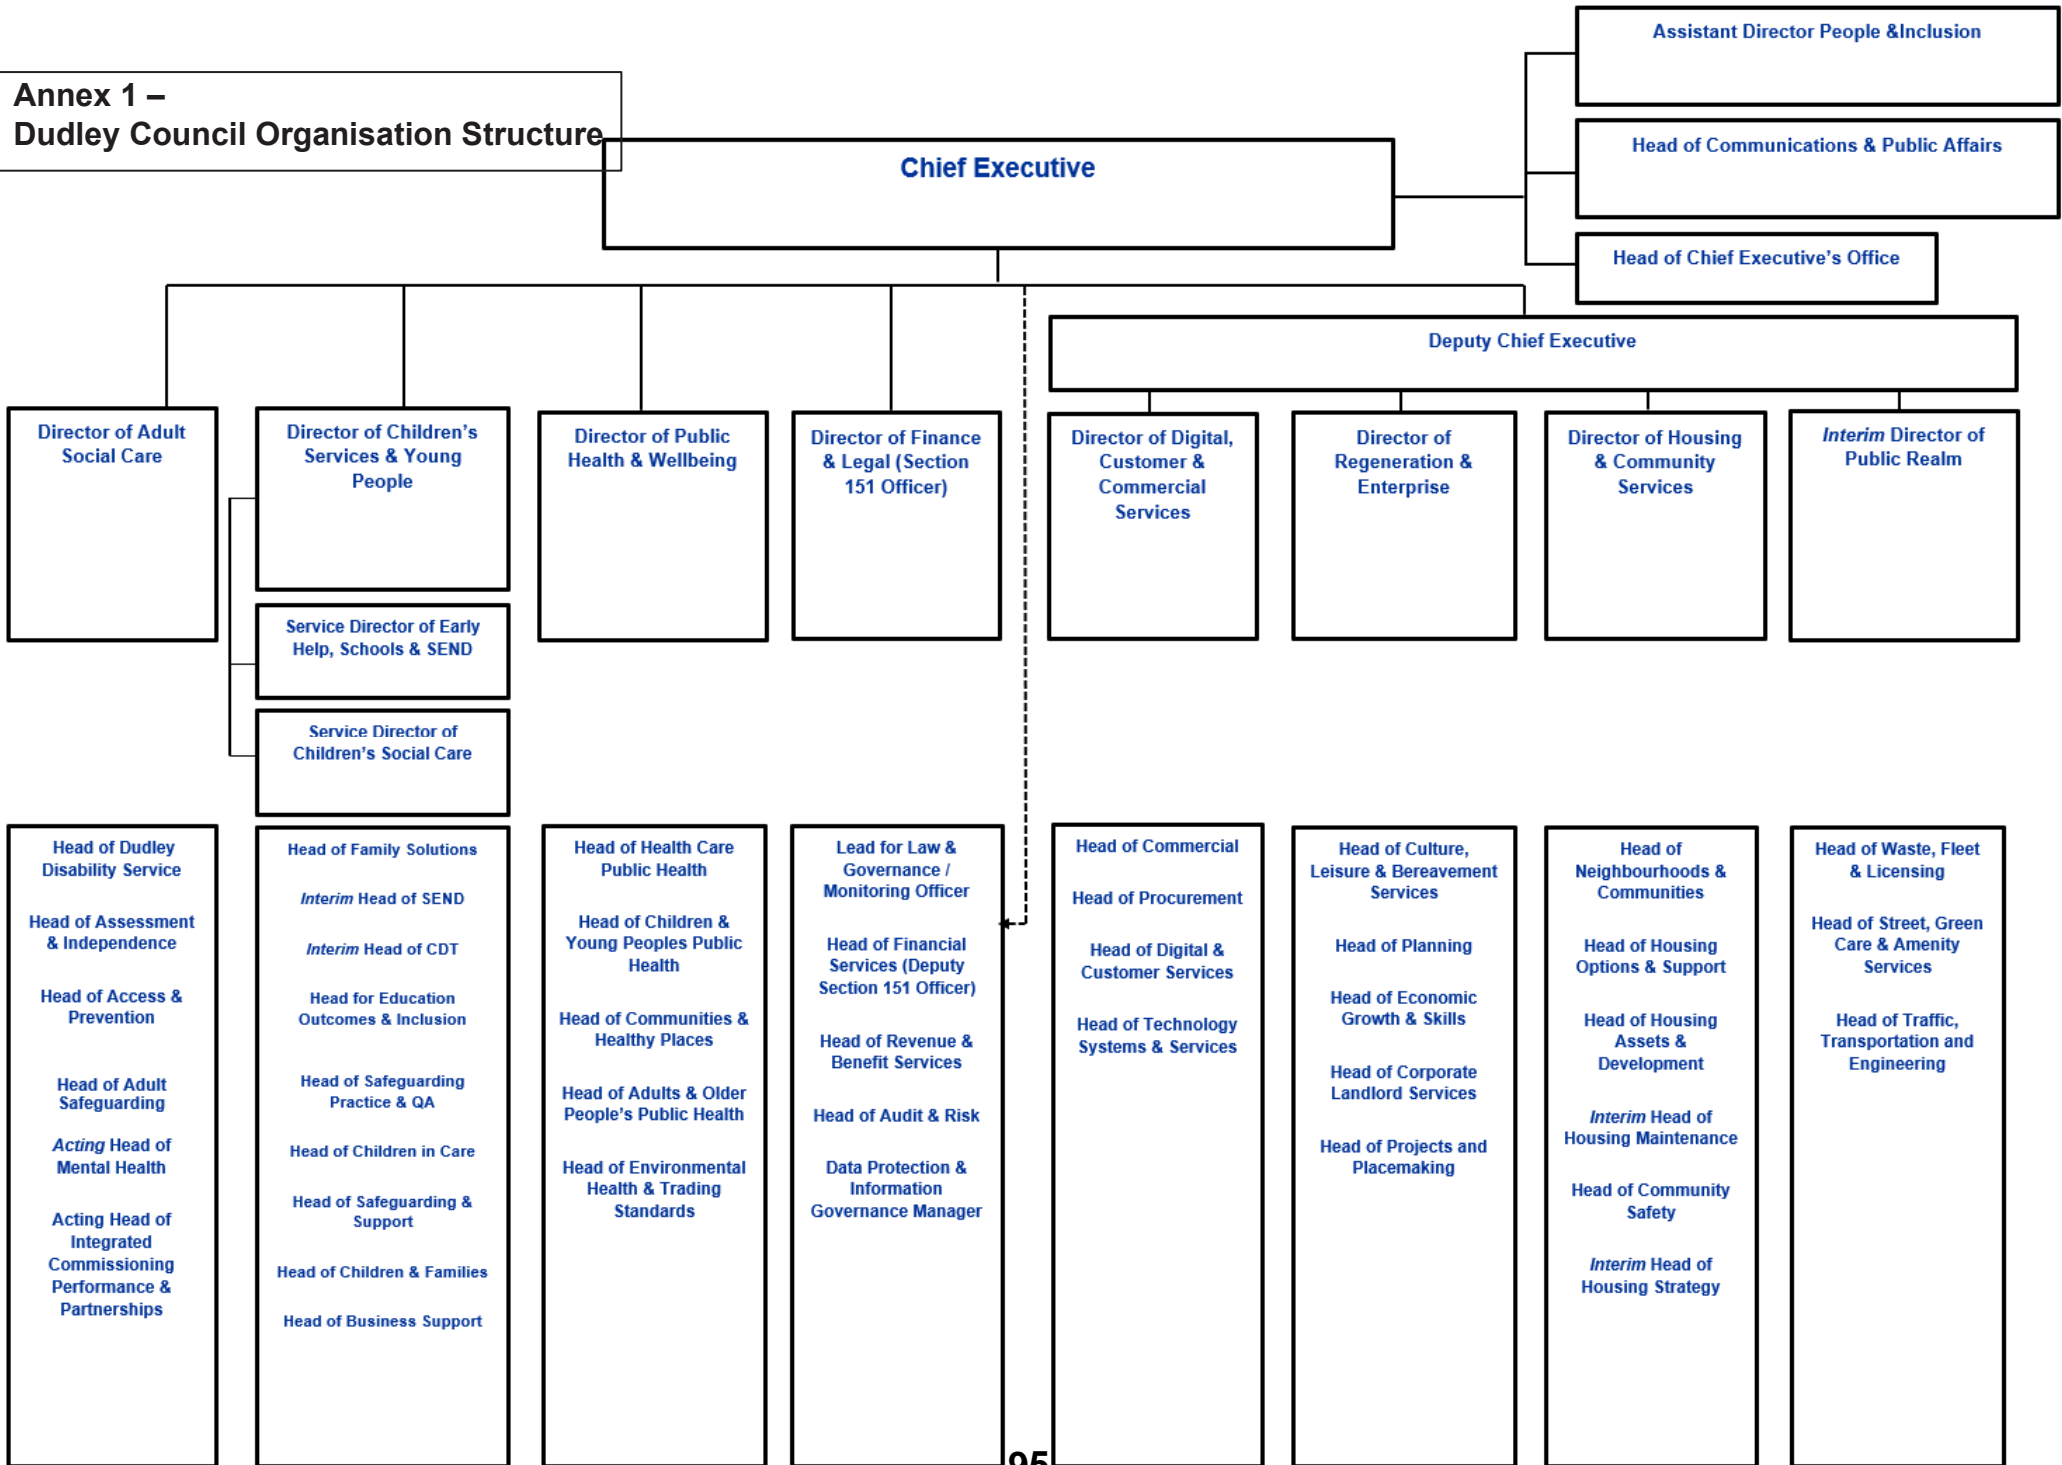 Annex 1 –
Dudley Council Organisation Structure
Chief Executive
Assistant Director People &Inclusion
Head of Communications & Public Affairs
Head of Chief Executive's Office
Deputy Chief Executive
Director of Adult
Social Care
Director of Children's
Services & Young
People
Service Director of Early
Help, Schools & SEND
Service Director of
Children's Social Care
Director of Public
Health & Wellbeing
Director of Finance
& Legal (Section
151 Officer)
Director of Digital,
Customer &
Commercial
Services
Director of
Regeneration &
Enterprise
Director of Housing
& Community
Services
Interim Director of
Public Realm
Head of Dudley
Disability Service
Head of Assessment
& Independence
Head of Access &
Prevention
Head of Adult
Safeguarding
Acting Head of
Mental Health
Acting Head of
Integrated
Commissioning
Performance &
Partnerships
Head of Family Solutions
Interim Head of SEND
Interim Head of CDT
Head for Education
Outcomes & Inclusion
Head of Safeguarding
Practice & QA
Head of Children in Care
Head of Safeguarding &
Support
Head of Children & Families
Head of Business Support
Head of Health Care
Public Health
Head of Children &
Young Peoples Public
Health
Head of Communities &
Healthy Places
Head of Adults & Older
People's Public Health
Head of Environmental
Health & Trading
Standards
Lead for Law &
Governance /
Monitoring Officer
Head of Financial
Services (Deputy
Section 151 Officer)
Head of Revenue &
Benefit Services
Head of Audit & Risk
Data Protection &
Information
Governance Manager
Head of Commercial
Head of Procurement
Head of Digital &
Customer Services
Head of Technology
Systems & Services
Head of Culture,
Leisure & Bereavement
Services
Head of Planning
Head of Economic
Growth & Skills
Head of Corporate
Landlord Services
Head of Projects and
Placemaking
Head of
Neighbourhoods &
Communities
Head of Housing
Options & Support
Head of Housing
Assets &
Development
Interim Head of
Housing Maintenance
Head of Community
Safety
Interim Head of
Housing Strategy
Head of Waste, Fleet
& Licensing
Head of Street, Green
Care & Amenity
Services
Head of Traffic,
Transportation and
Engineering
95